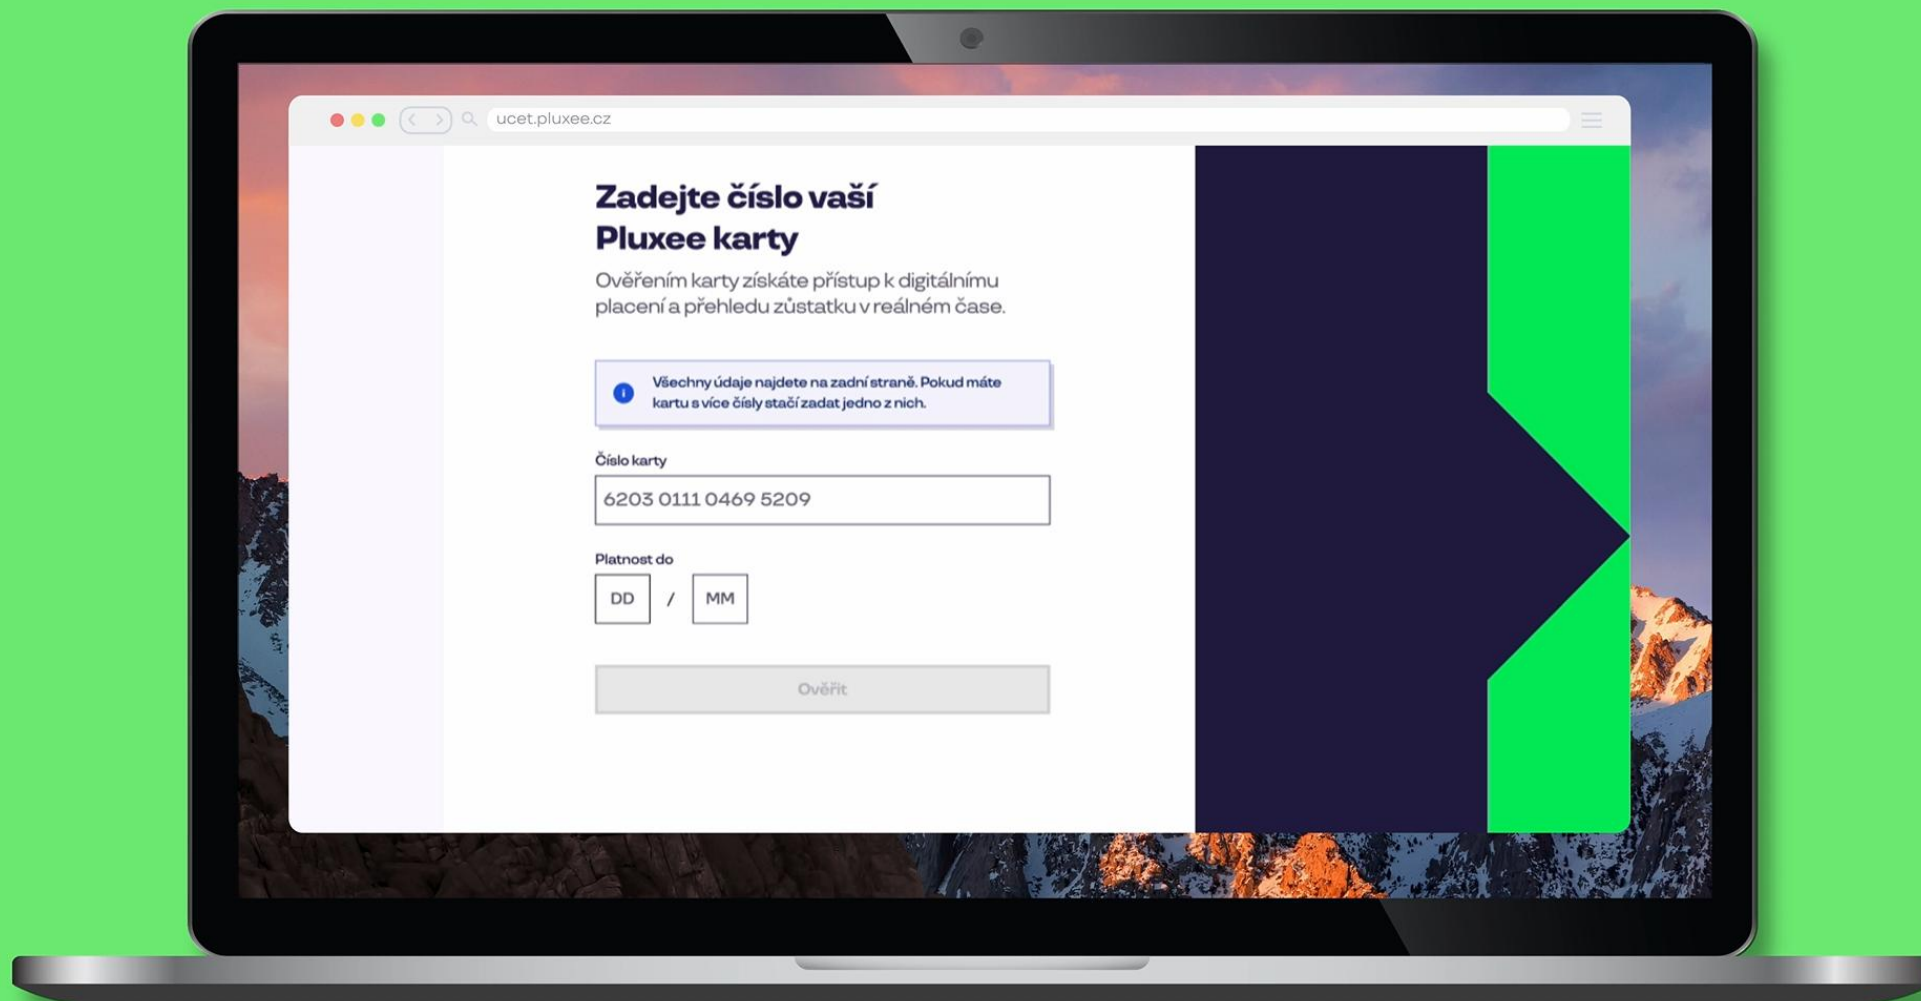 ucet.pluxee.cz
Zadejte číslo vaší
Pluxee karty
Ověřením karty získáte přístup k digitálnímu
placení a přehledu zůstatku v reálném čase.
Všechny údaje najdete na zadní straně. Pokud máte
kartu s více čísly stačí zadat jedno z nich.
Číslo karty
6203 0111 0469 5209
Platnost do
DD / MM
Ověřit